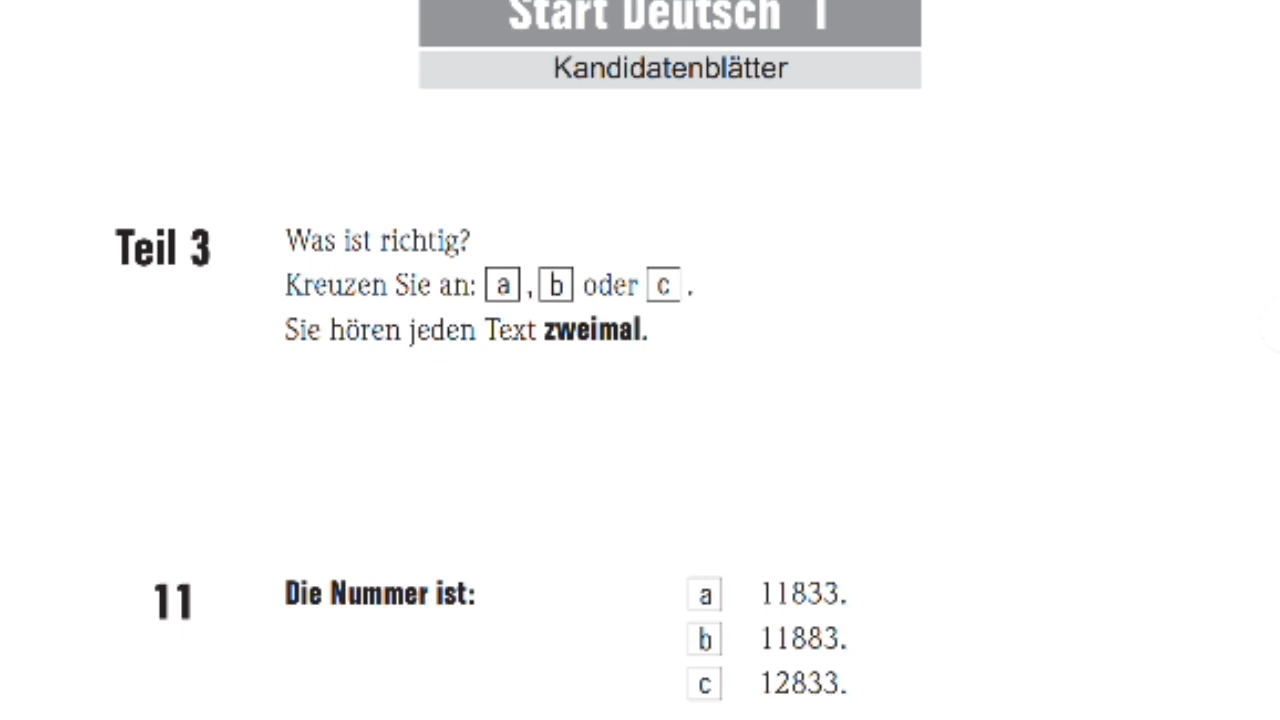 Start Deutsch 1
Kandidatenblätter
Teil 3
Was ist richtig?
Kreuzen Sie an: a , b oder c .
Sie hören jeden Text zweimal.
11 Die Nummer ist: a 11833.
b 11883.
c 12833.